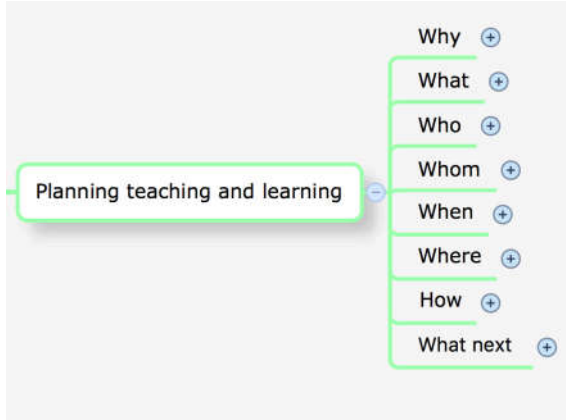 Planning teaching and learning
Why
What
Who
Whom
When
Where
How
What next